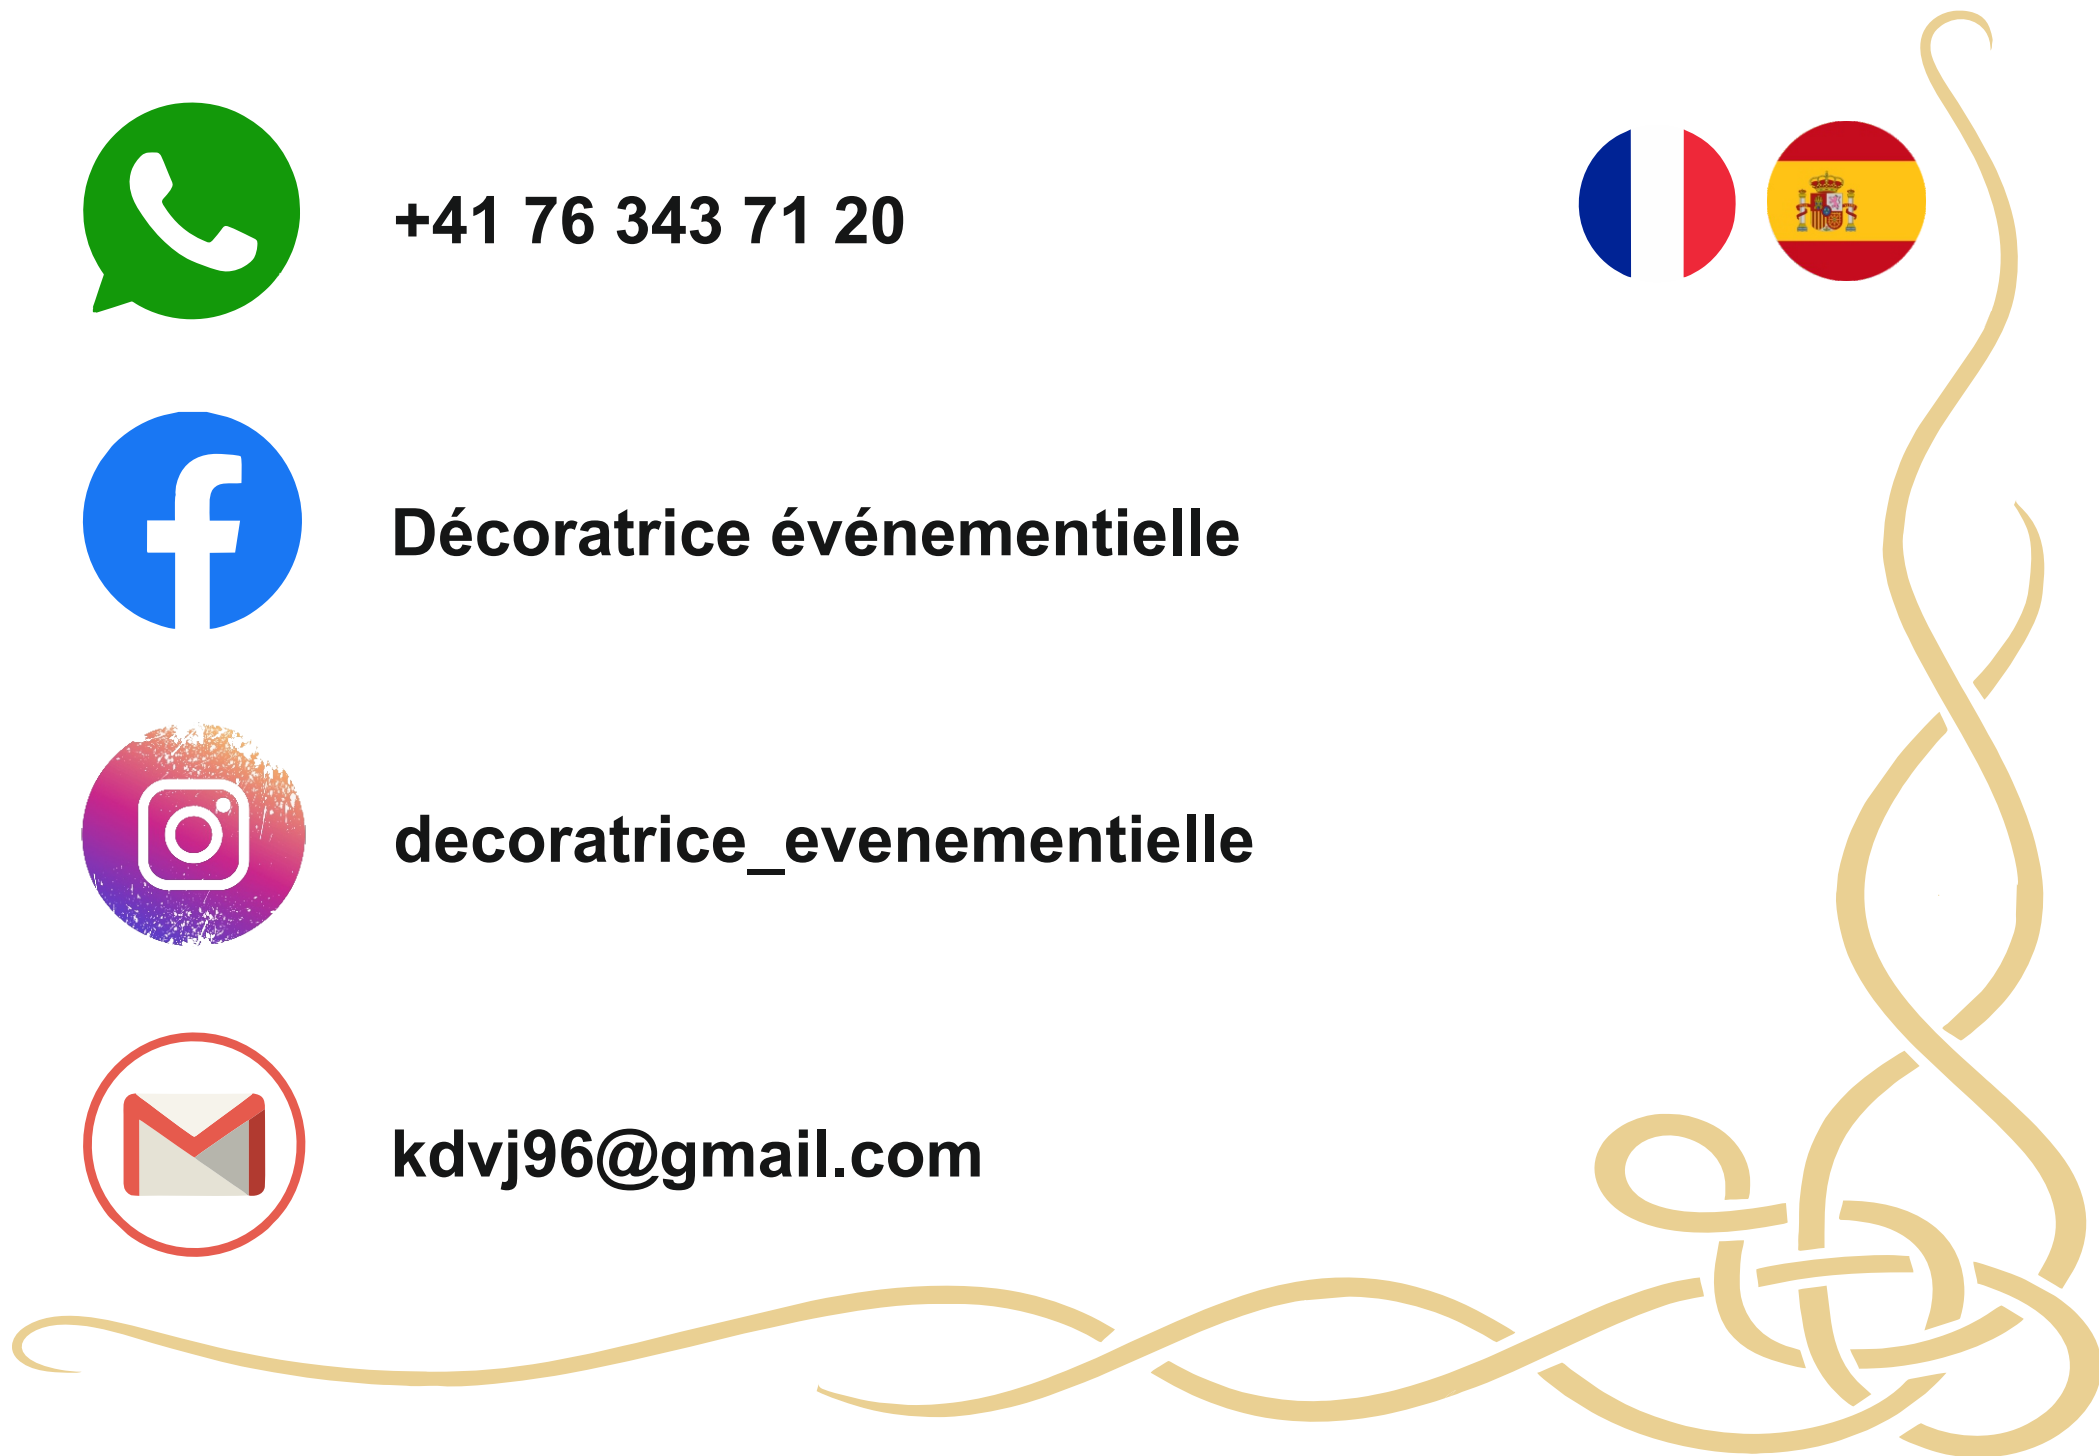 +41 76 343 71 20
Décoratrice événementielle
decoratrice_evenementielle
kdvj96@gmail.com